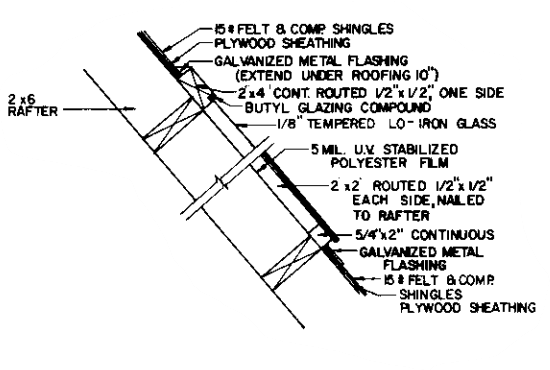 15# FELT & COMP. SHINGLES
PLYWOOD SHEATHING
GALVANIZED METAL FLASHING
(EXTEND UNDER ROOFING 10")
2"x4" CONT. ROUTED 1/2"x1/2", ONE SIDE
BUTYL GLAZING COMPOUND
1/8" TEMPERED LO-IRON GLASS
2x6
RAFTER
5 MIL. U.V. STABILIZED
POLYESTER FILM
2"x2" ROUTED 1/2"x1/2"
EACH SIDE, NAILED
TO RAFTER
5/4"x2" CONTINUOUS
GALVANIZED METAL
FLASHING
15# FELT & COMP.
SHINGLES
PLYWOOD SHEATHING